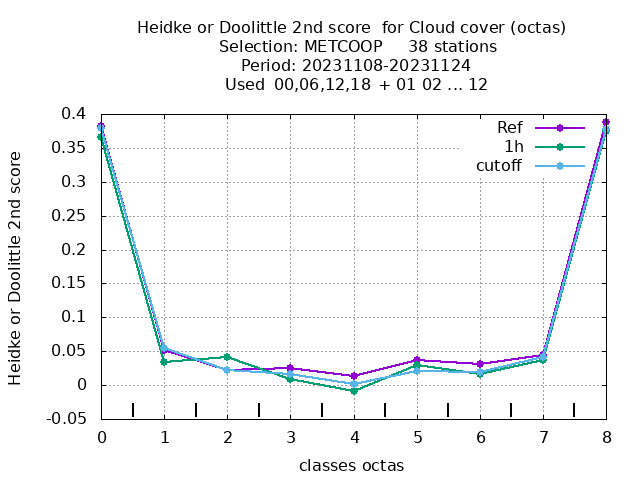 Heidke or Doolittle 2nd score  for Cloud cover (octas)
Selection: METCOOP     38 stations
Period: 20231108-20231124
Used  00,06,12,18 + 01 02 ... 12
Heidke or Doolittle 2nd score
0.4
0.35
0.3
0.25
0.2
0.15
0.1
0.05
0
-0.05
Ref
1h
cutoff
0 1 2 3 4 5 6 7 8
classes octas